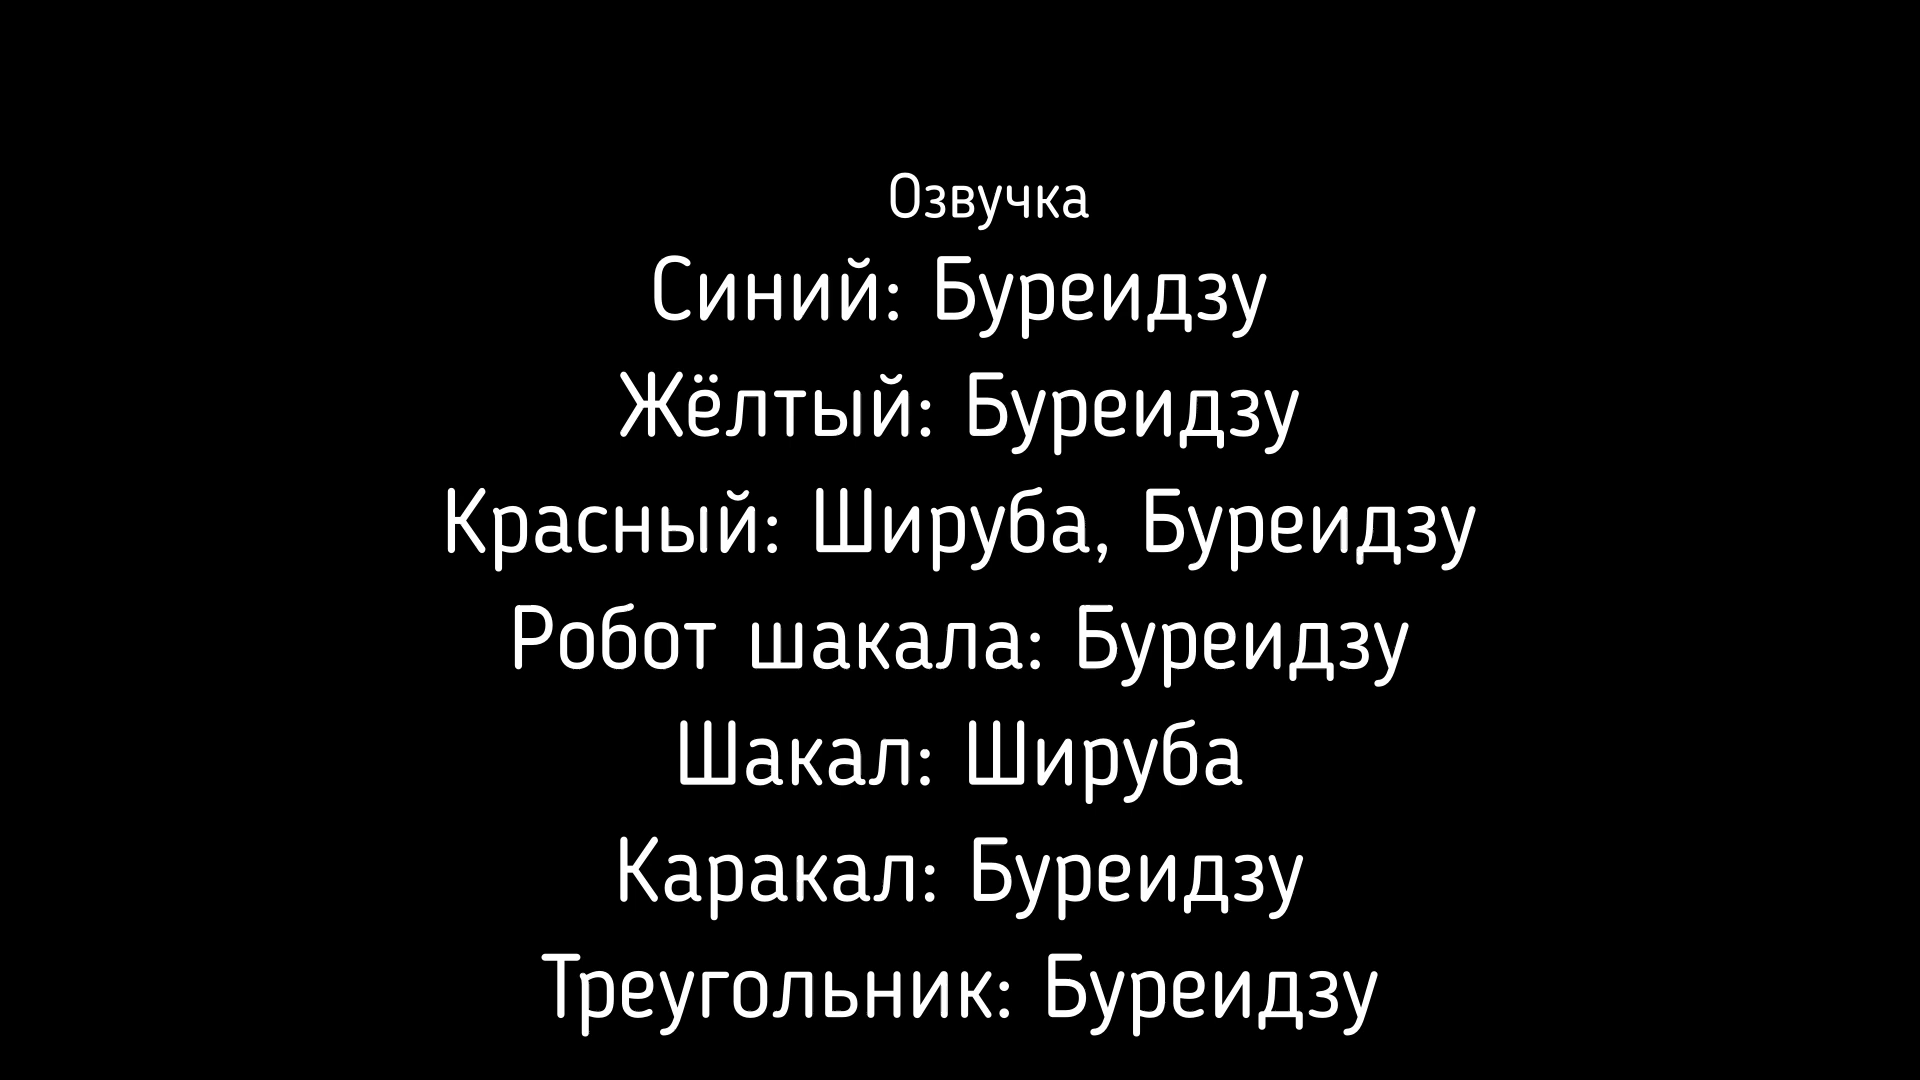 Озвучка
Синий: Буреидзу
Жёлтый: Буреидзу
Красный: Шируба, Буреидзу
Робот шакала: Буреидзу
Шакал: Шируба
Каракал: Буреидзу
Треугольник: Буреидзу